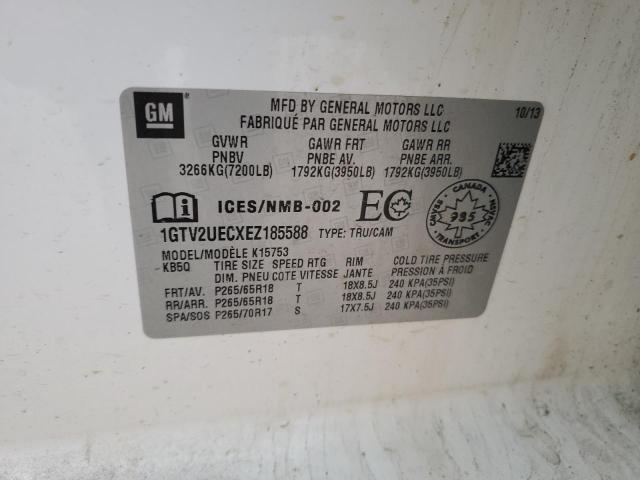 GM
MFD BY GENERAL MOTORS LLC 10/13
FABRIQUÉ PAR GENERAL MOTORS LLC
GVWR GAWR FRT GAWR RR
PNBV PNBE AV. PNBE ARR.
3266KG(7200LB) 1792KG(3950LB) 1792KG(3950LB)
ICES/NMB-002 EC
CANADA
985
CMVSS NSVAC
1GTV2UECXEZ185588 TYPE: TRU/CAM
MODEL/MODÈLE K15753
KB5Q TIRE SIZE SPEED RTG RIM COLD TIRE PRESSURE
DIM. PNEU COTE VITESSE JANTE PRESSION A FROID
FRT/AV. P265/65R18 T 18X8.5J 240 KPA(35PSI)
RR/ARR. P265/65R18 T 18X8.5J 240 KPA(35PSI)
SPA/SOS P265/70R17 S 17X7.5J 240 KPA(35PSI)